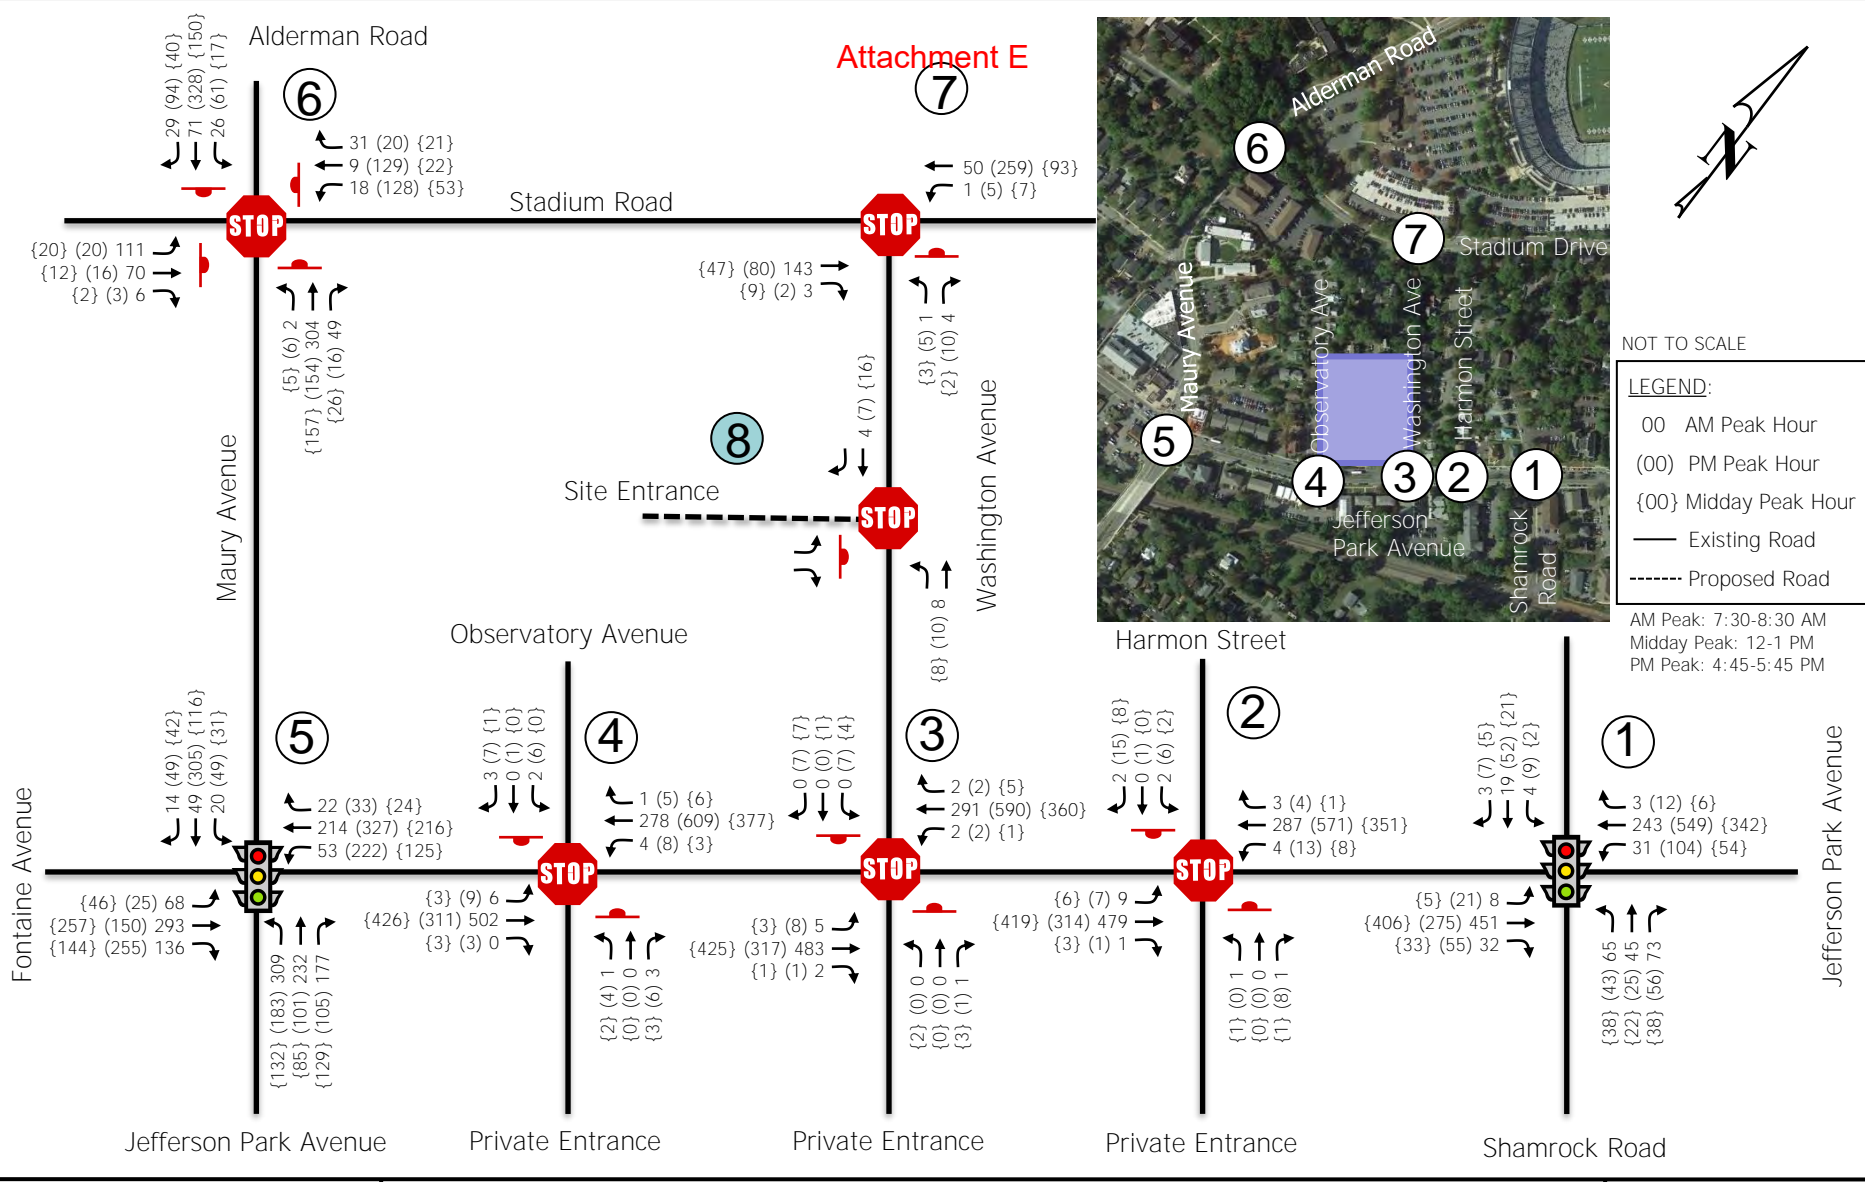 Attachment E
Alderman Road
6
29 (94) {40}
71 (328) {150}
26 (61) {17}
31 (20) {21}
9 (129) {22}
18 (128) {53}
STOP
{20} (20) 111
{12} (16) 70
{2} (3) 6
{5} (6) 2
{157} (154) 304
{26} (16) 49
Stadium Road
7
50 (259) {93}
1 (5) {7}
STOP
{47} (80) 143
{9} (2) 3
{3} (5) 1
{2} (10) 4
Maury Avenue
8
Site Entrance
4 (7) {16}
STOP
{8} (10) 8
Washington Avenue
Alderman Road
6
7
Stadium Drive
Maury Avenue
Observatory Ave
Washington Ave
Harmon Street
5
4
3
2
1
Jefferson
Park Avenue
Shamrock
Road
N
NOT TO SCALE
LEGEND:
00 AM Peak Hour
(00) PM Peak Hour
{00} Midday Peak Hour
Existing Road
Proposed Road
AM Peak: 7:30-8:30 AM
Midday Peak: 12-1 PM
PM Peak: 4:45-5:45 PM
Fontaine Avenue
5
14 (49) {42}
49 (305) {116}
20 (49) {31}
22 (33) {24}
214 (327) {216}
53 (222) {125}
{46} (25) 68
{257} (150) 293
{144} (255) 136
{132} (183) 309
{85} (101) 232
{129} (105) 177
Jefferson Park Avenue
Observatory Avenue
4
3 (7) {1}
0 (1) {0}
2 (6) {0}
1 (5) {6}
278 (609) {377}
4 (8) {3}
STOP
{3} (9) 6
{426} (311) 502
{3} (3) 0
{2} (4) 1
{0} (0) 0
{3} (6) 3
Private Entrance
3
0 (7) {7}
0 (0) {1}
0 (7) {4}
2 (2) {5}
291 (590) {360}
2 (2) {1}
STOP
{3} (8) 5
{425} (317) 483
{1} (1) 2
{2} (0) 0
{0} (0) 0
{3} (1) 1
Private Entrance
Harmon Street
2
2 (15) {8}
0 (1) {0}
2 (6) {2}
3 (4) {1}
287 (571) {351}
4 (13) {8}
STOP
{6} (7) 9
{419} (314) 479
{3} (1) 1
{1} (0) 1
{0} (0) 0
{1} (8) 1
Private Entrance
1
3 (7) {5}
19 (52) {21}
4 (9) {2}
3 (12) {6}
243 (549) {342}
31 (104) {54}
{5} (21) 8
{406} (275) 451
{33} (55) 32
{38} (43) 65
{22} (25) 45
{38} (56) 73
Shamrock Road
Jefferson Park Avenue